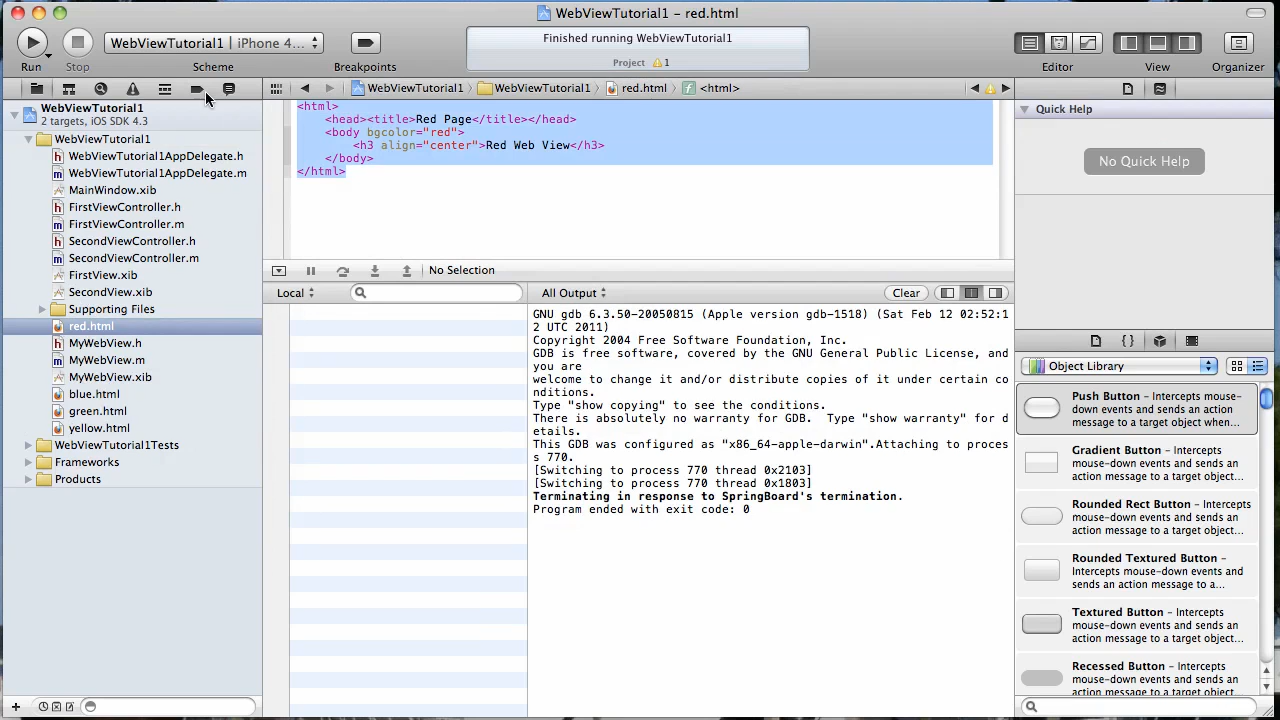 WebViewTutorial1 – red.html
WebViewTutorial1 | iPhone 4...
Finished running WebViewTutorial1
Project 1
Run
Stop
Scheme
Breakpoints
Editor
View
Organizer
WebViewTutorial1
2 targets, iOS SDK 4.3
WebViewTutorial1
WebViewTutorial1AppDelegate.h
WebViewTutorial1AppDelegate.m
MainWindow.xib
FirstViewController.h
FirstViewController.m
SecondViewController.h
SecondViewController.m
FirstView.xib
SecondView.xib
Supporting Files
red.html
MyWebView.h
MyWebView.m
MyWebView.xib
blue.html
green.html
yellow.html
WebViewTutorial1Tests
Frameworks
Products
WebViewTutorial1
WebViewTutorial1
red.html
<html>
<html>
<head><title>Red Page</title></head>
<body bgcolor="red">
<h3 align="center">Red Web View</h3>
</body>
</html>
No Selection
Local
All Output
Clear
GNU gdb 6.3.50-20050815 (Apple version gdb-1518) (Sat Feb 12 02:52:1
2 UTC 2011)
Copyright 2004 Free Software Foundation, Inc.
GDB is free software, covered by the GNU General Public License, and
you are
welcome to change it and/or distribute copies of it under certain co
nditions.
Type "show copying" to see the conditions.
There is absolutely no warranty for GDB.  Type "show warranty" for d
etails.
This GDB was configured as "x86_64-apple-darwin".Attaching to proces
s 770.
[Switching to process 770 thread 0x2103]
[Switching to process 770 thread 0x1803]
Terminating in response to SpringBoard's termination.
Program ended with exit code: 0
Quick Help
No Quick Help
{ }
Object Library
Push Button – Intercepts mouse-
down events and sends an action
message to a target object when...
Gradient Button – Intercepts
mouse-down events and sends an
action message to a target object...
Rounded Rect Button – Intercepts
mouse-down events and sends an
action message to a target object...
Rounded Textured Button –
Intercepts mouse-down events and
sends an action message to a...
Textured Button – Intercepts
mouse-down events and sends an
action message to a target object...
Recessed Button – Intercepts
mouse-down events and sends an
action message to a target object...